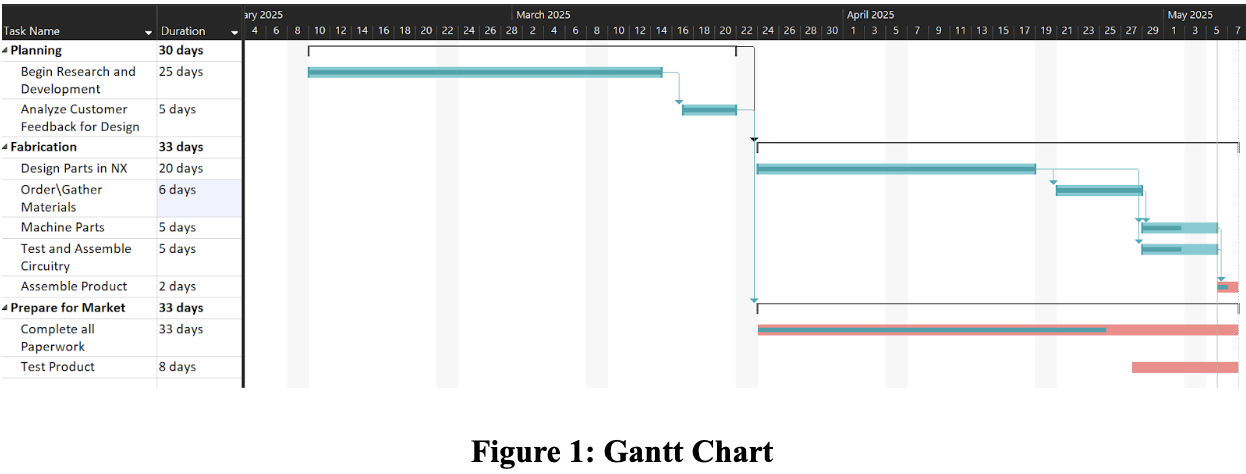 ary 2025 March 2025 April 2025 May 2025
Task Name Duration 4 6 8 10 12 14 16 18 20 22 24 26 28 2 4 6 8 10 12 14 16 18 20 22 24 26 28 30 1 3 5 7 9 11 13 15 17 19 21 23 25 27 29 1 3 5 7
Planning 30 days
Begin Research and 25 days
Development
Analyze Customer 5 days
Feedback for Design
Fabrication 33 days
Design Parts in NX 20 days
Order\Gather 6 days
Materials
Machine Parts 5 days
Test and Assemble 5 days
Circuitry
Assemble Product 2 days
Prepare for Market 33 days
Complete all 33 days
Paperwork
Test Product 8 days
Figure 1: Gantt Chart